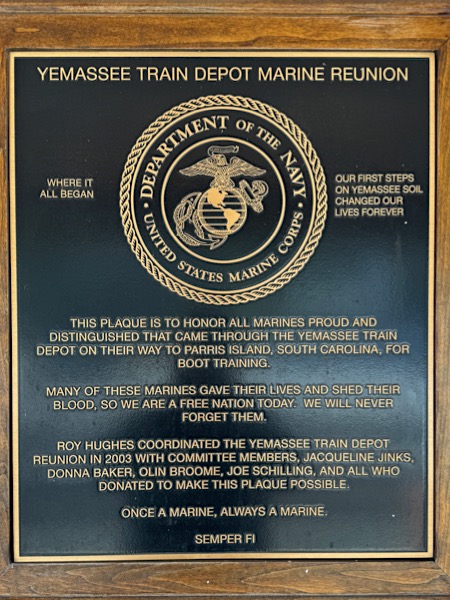 YEMASSEE TRAIN DEPOT MARINE REUNION
WHERE IT
ALL BEGAN
DEPARTMENT OF THE NAVY
UNITED STATES MARINE CORPS
OUR FIRST STEPS
ON YEMASSEE SOIL
CHANGED OUR
LIVES FOREVER
THIS PLAQUE IS TO HONOR ALL MARINES PROUD AND
DISTINGUISHED THAT CAME THROUGH THE YEMASSEE TRAIN
DEPOT ON THEIR WAY TO PARRIS ISLAND, SOUTH CAROLINA, FOR
BOOT TRAINING.
MANY OF THESE MARINES GAVE THEIR LIVES AND SHED THEIR
BLOOD, SO WE ARE A FREE NATION TODAY. WE WILL NEVER
FORGET THEM.
ROY HUGHES COORDINATED THE YEMASSEE TRAIN DEPOT
REUNION IN 2003 WITH COMMITTEE MEMBERS, JACQUELINE JINKS,
DONNA BAKER, OLIN BROOME, JOE SCHILLING, AND ALL WHO
DONATED TO MAKE THIS PLAQUE POSSIBLE.
ONCE A MARINE, ALWAYS A MARINE.
SEMPER FI